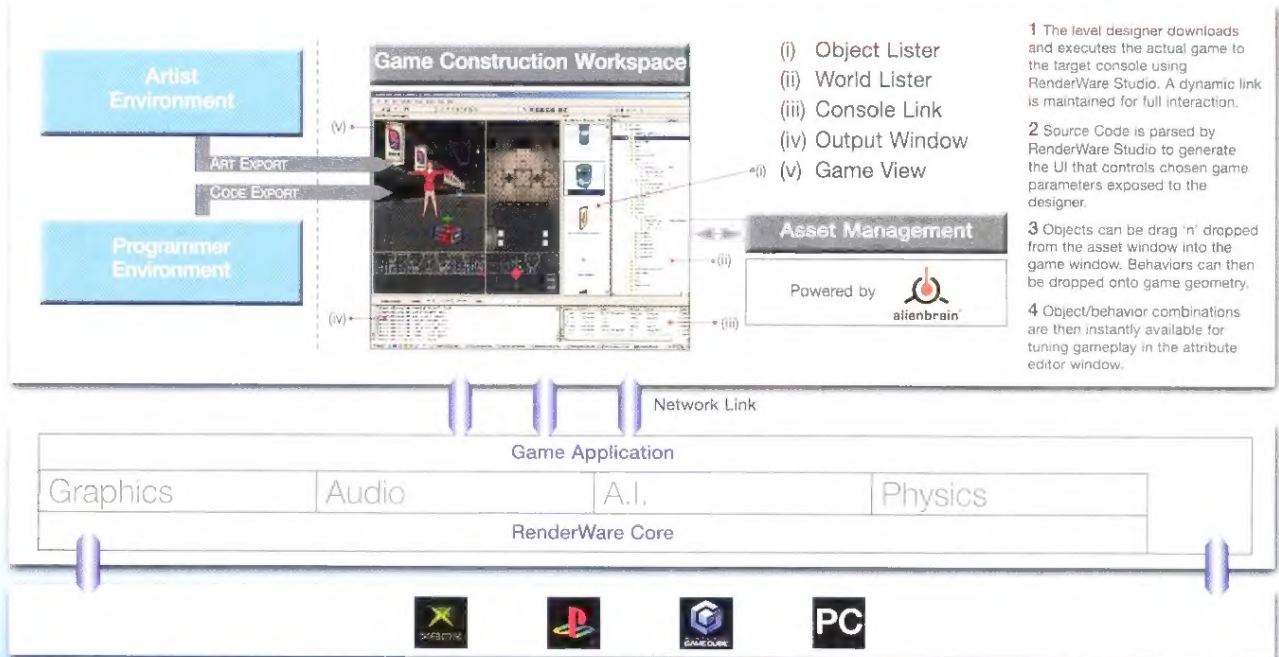 Artist
Environment
ART EXPORT
CODE EXPORT
Programmer
Environment
Game Construction Workspace
(v)
(iv)
(i)
(ii)
(iii)
(i) Object Lister
(ii) World Lister
(iii) Console Link
(iv) Output Window
(v) Game View
Asset Management
Powered by
alienbrain
1 The level designer downloads
and executes the actual game to
the target console using
RenderWare Studio. A dynamic link
is maintained for full interaction.
2 Source Code is parsed by
RenderWare Studio to generate
the UI that controls chosen game
parameters exposed to the
designer.
3 Objects can be drag 'n' dropped
from the asset window into the
game window. Behaviors can then
be dropped onto game geometry.
4 Object/behavior combinations
are then instantly available for
tuning gameplay in the attribute
editor window.
Network Link
Game Application
Graphics
Audio
A.I.
Physics
RenderWare Core
XBOX
GAMECUBE
PC